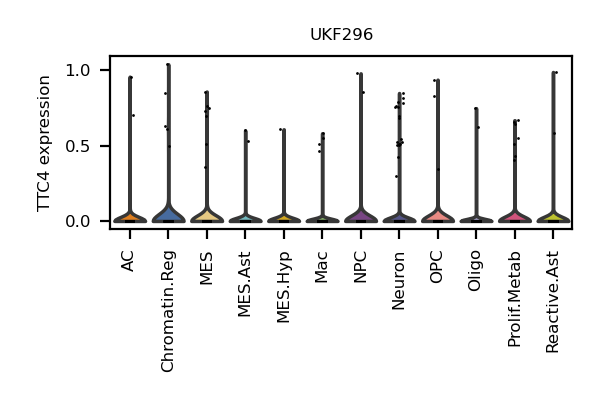 UKF296
TTC4 expression
1.0
0.5
0.0
AC
Chromatin.Reg
MES
MES.Ast
MES.Hyp
Mac
NPC
Neuron
OPC
Oligo
Prolif.Metab
Reactive.Ast